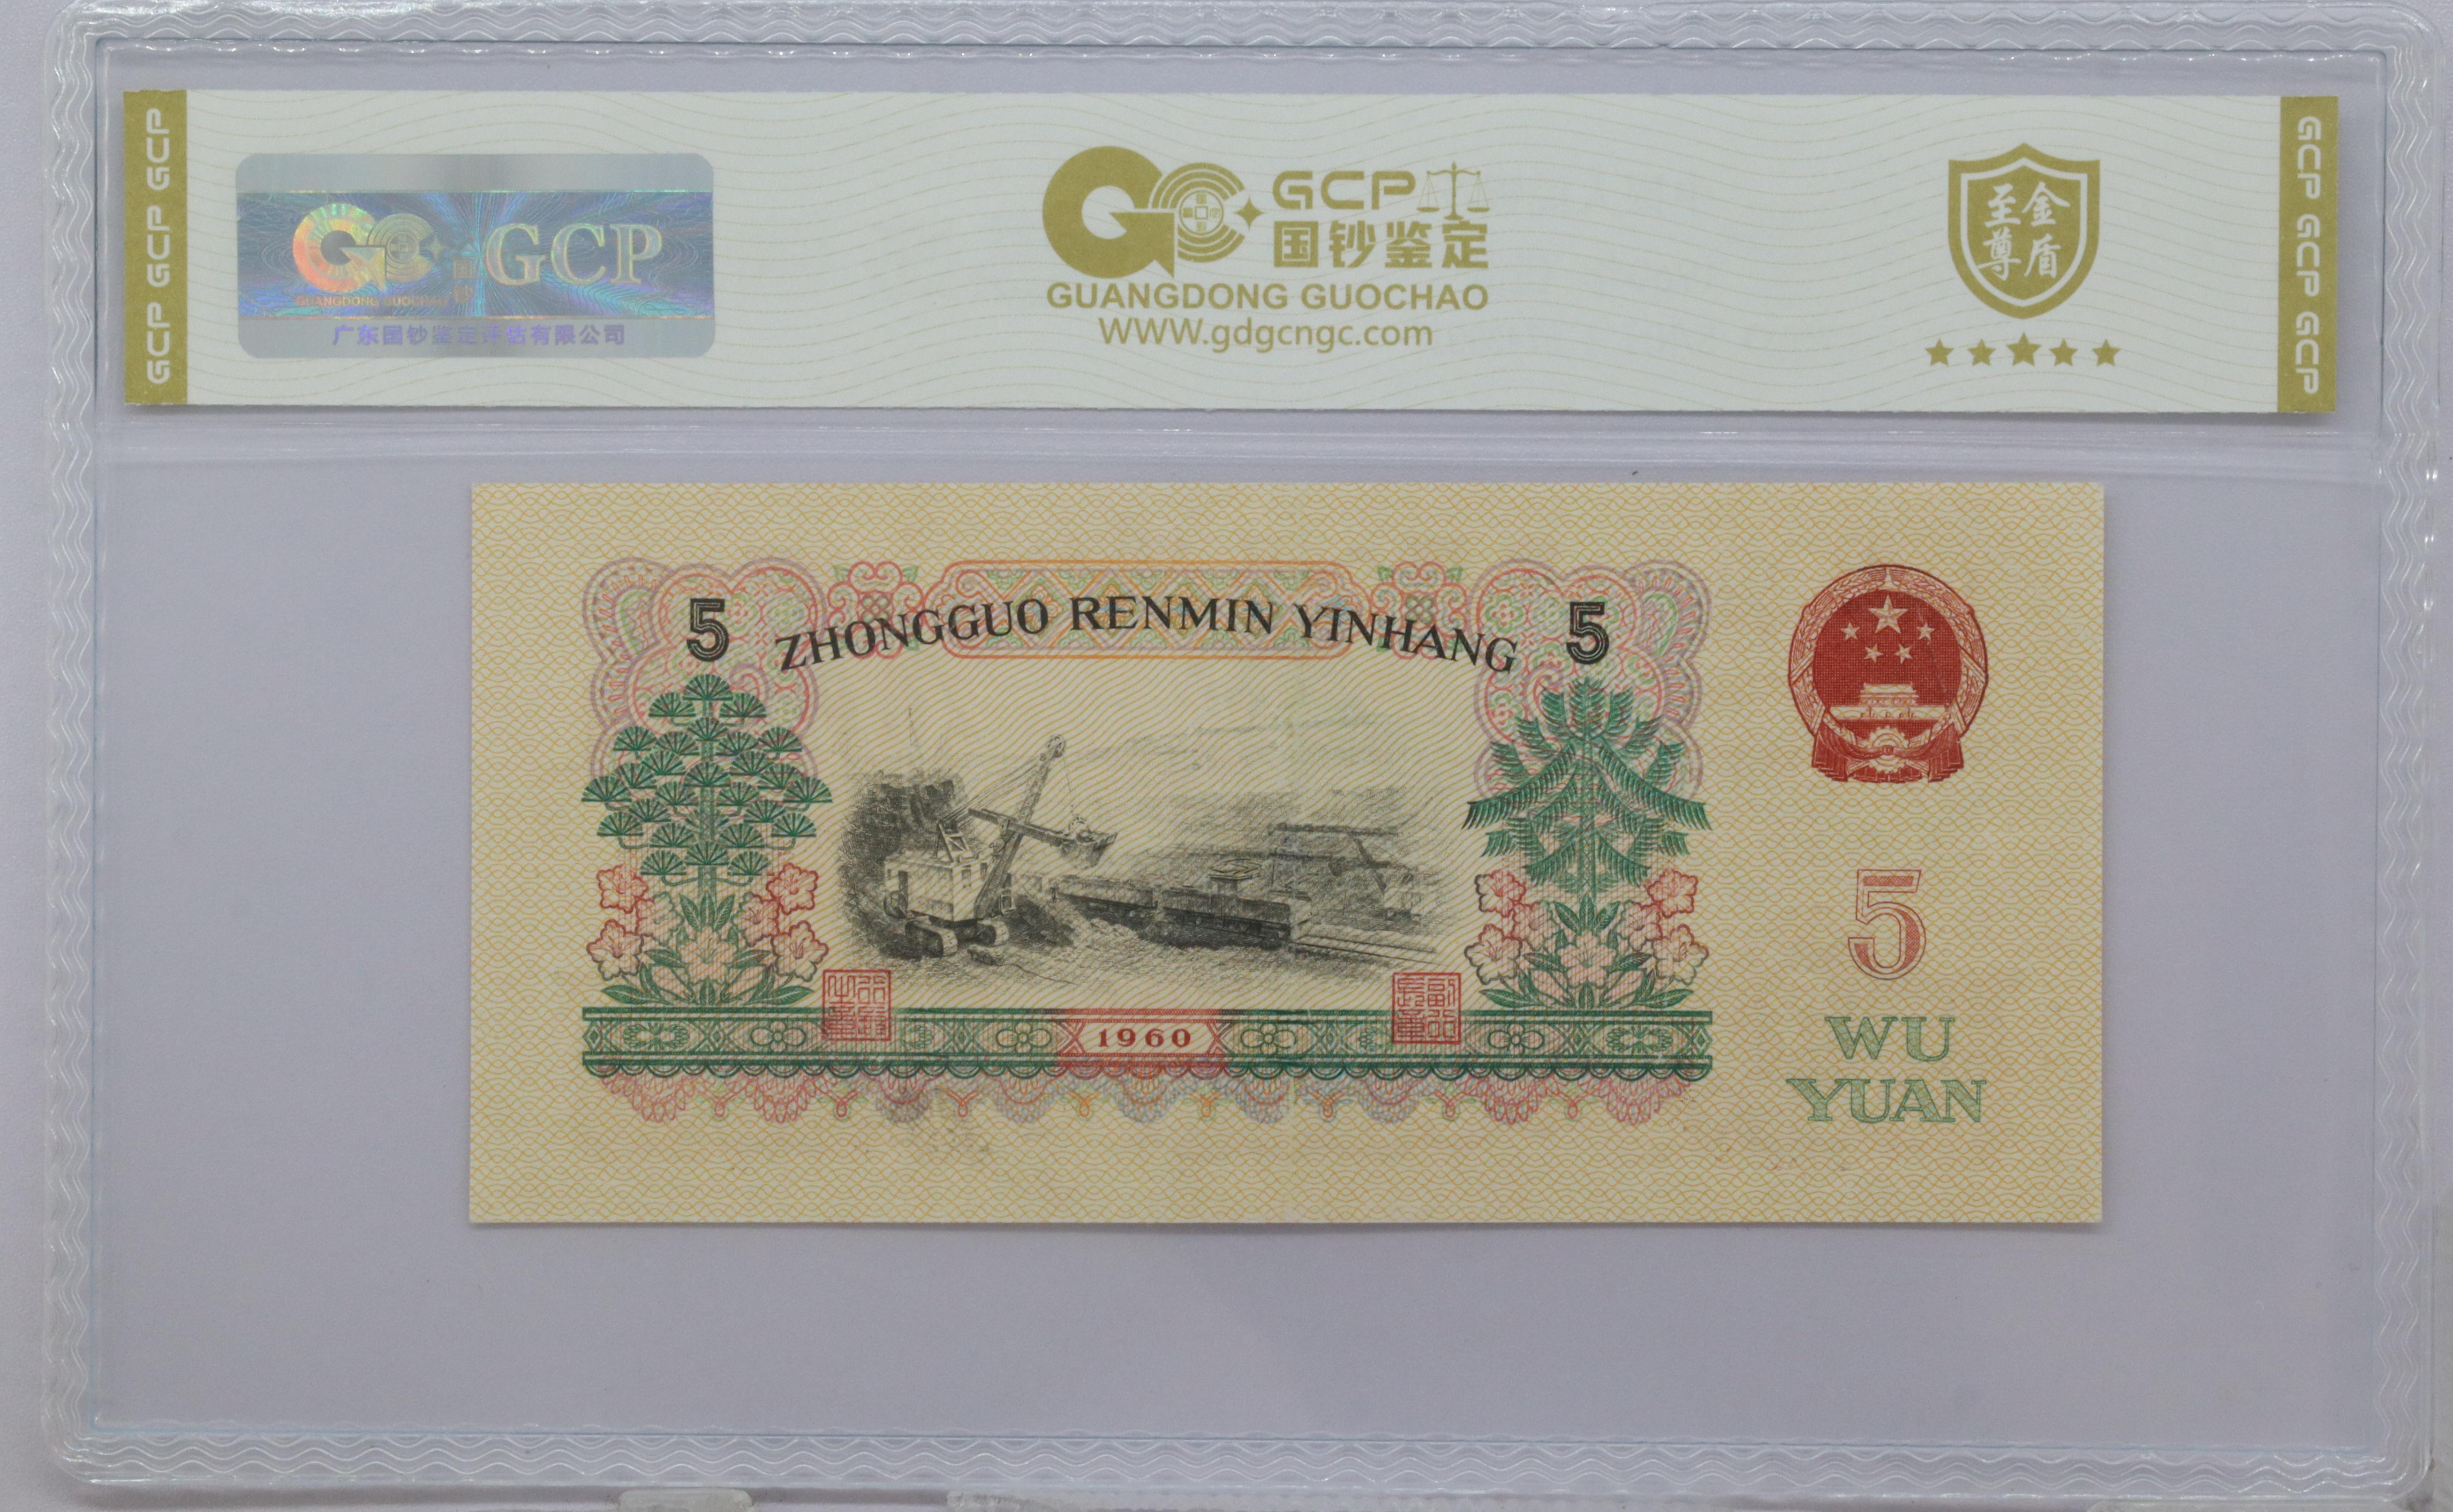 GCP GCP GCP
GCP
国钞
GUANGDONG GUOCHAO
广东国钞鉴定评估有限公司
GCP
国钞鉴定
GUANGDONG GUOCHAO
WWW.gdgcngc.com
至尊
金盾
GCP GCP GCP
5 ZHONGGUO RENMIN YINHANG 5
1960
5
WU
YUAN